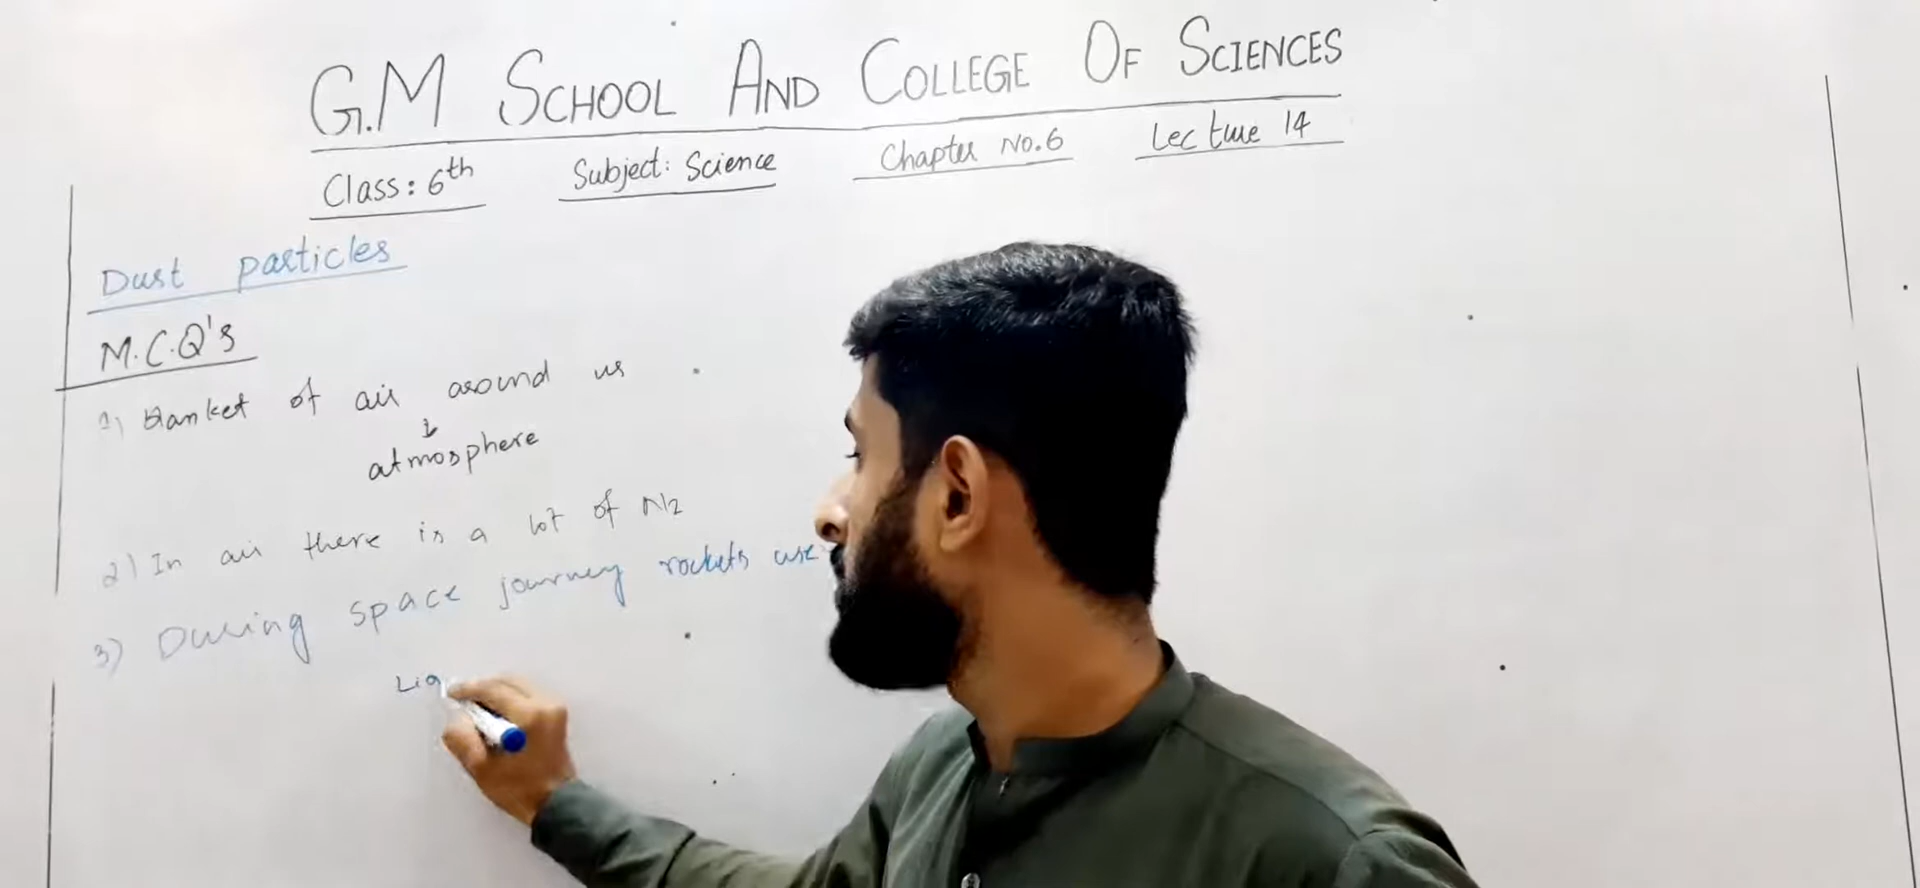 G.M SCHOOL AND COLLEGE OF SCIENCES
Class: 6th Subject: Science Chapter No.6 Lecture 14
Dust particles
M.C.Q's
1) Blanket of air around us
↓
atmosphere
2) In air there is a lot of N2
3) During space journey rockets use
Liq